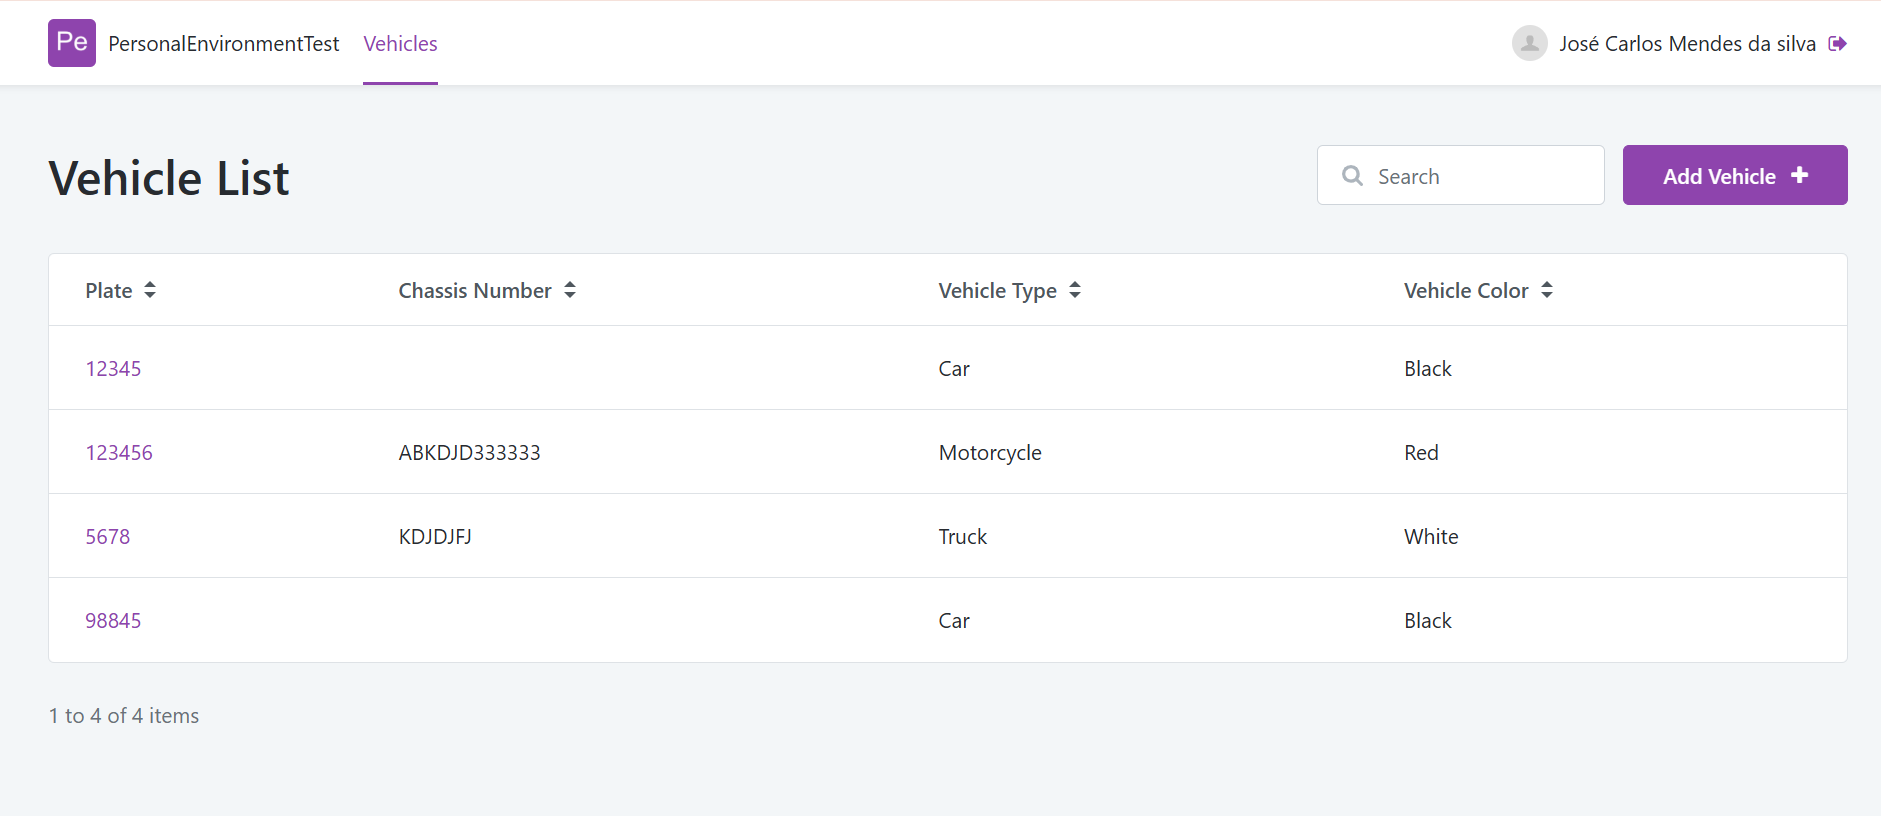 Pe PersonalEnvironmentTest Vehicles José Carlos Mendes da silva
Vehicle List Search Add Vehicle +
Plate Chassis Number Vehicle Type Vehicle Color
12345 Car Black
123456 ABKDJD333333 Motorcycle Red
5678 KDJDJFJ Truck White
98845 Car Black
1 to 4 of 4 items